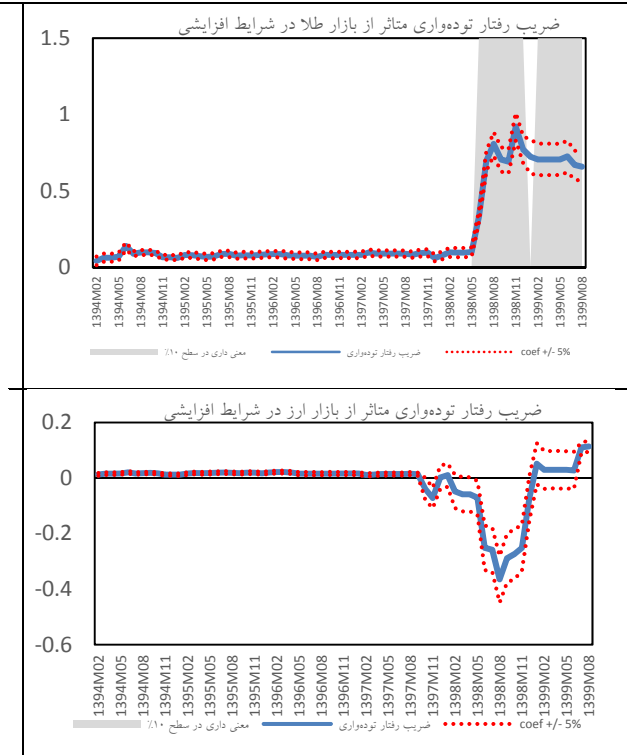 ضریب رفتار توده‌واری متاثر از بازار طلا در شرایط افزایشی
1.5
1
0.5
0
1394M02 1394M05 1394M08 1394M11 1395M02 1395M05 1395M08 1395M11 1396M02 1396M05 1396M08 1396M11 1397M02 1397M05 1397M08 1397M11 1398M02 1398M05 1398M08 1398M11 1399M02 1399M05 1399M08
معنی داری در سطح ۱۰٪ ضریب رفتار توده‌واری coef +/- 5%
ضریب رفتار توده‌واری متاثر از بازار ارز در شرایط افزایشی
0.2
0
-0.2
-0.4
-0.6
1394M02 1394M05 1394M08 1394M11 1395M02 1395M05 1395M08 1395M11 1396M02 1396M05 1396M08 1396M11 1397M02 1397M05 1397M08 1397M11 1398M02 1398M05 1398M08 1398M11 1399M02 1399M05 1399M08
معنی داری در سطح ۱۰٪ ضریب رفتار توده‌واری coef +/- 5%